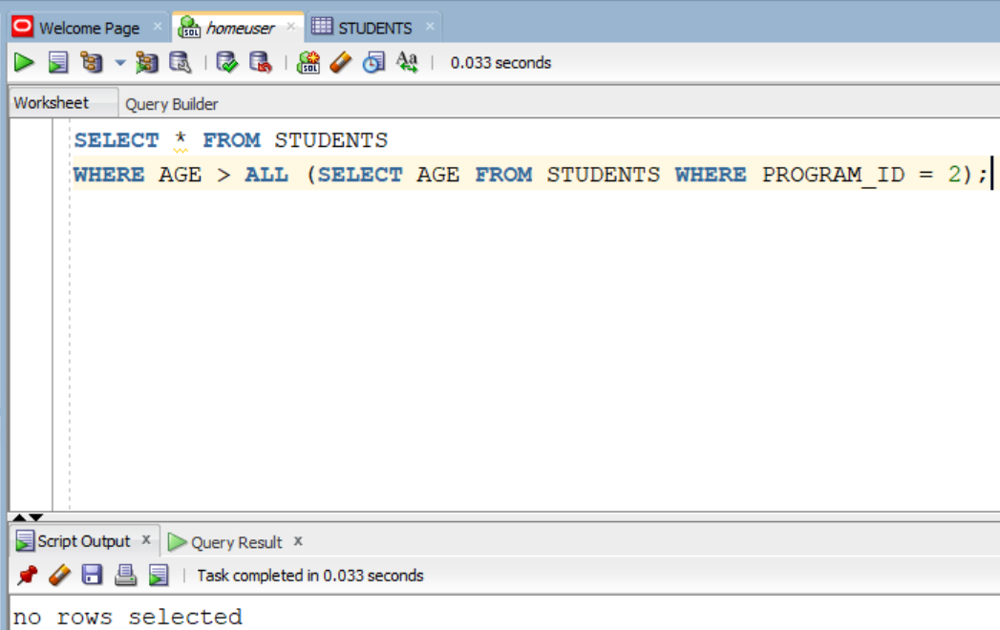 Welcome Page homeuser STUDENTS
0.033 seconds
Worksheet Query Builder
SELECT * FROM STUDENTS
WHERE AGE > ALL (SELECT AGE FROM STUDENTS WHERE PROGRAM_ID = 2);
Script Output x Query Result x
Task completed in 0.033 seconds
no rows selected